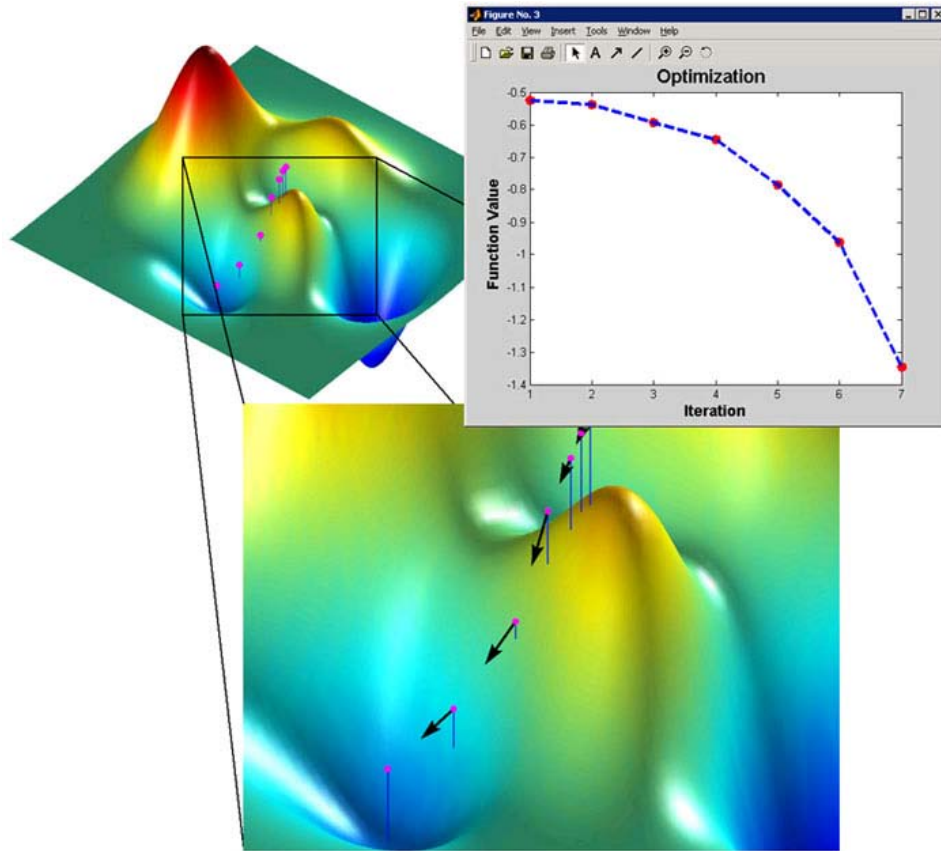 Figure No. 3
File Edit View Insert Tools Window Help
A
Optimization
Function Value
-0.5
-0.6
-0.7
-0.8
-0.9
-1
-1.1
-1.2
-1.3
-1.4
1 2 3 4 5 6 7
Iteration